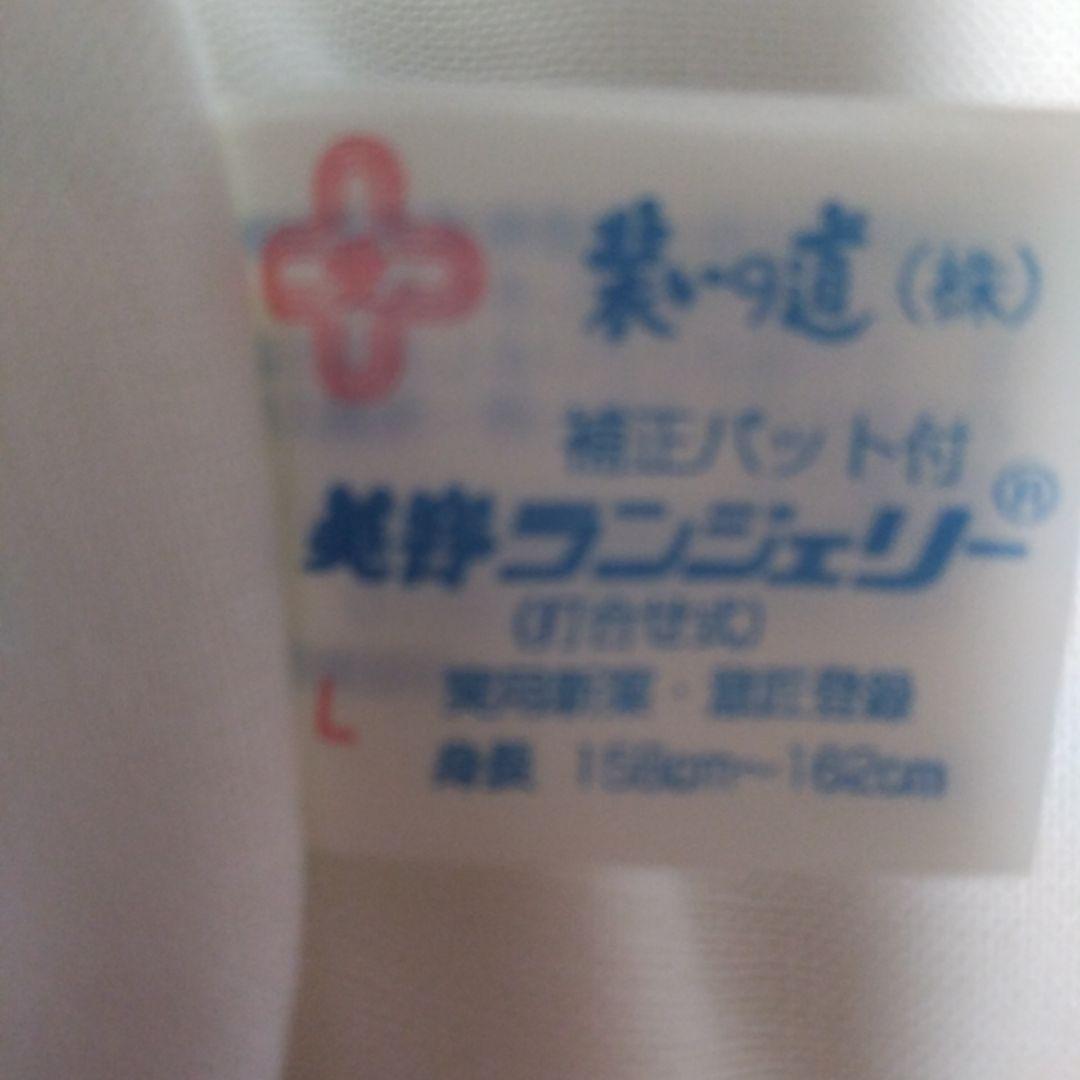 装いの道(株)
補正パット付
美容ランジェリー®
(打合せ式)
実用新案・意匠登録
L
身長 158cm〜162cm